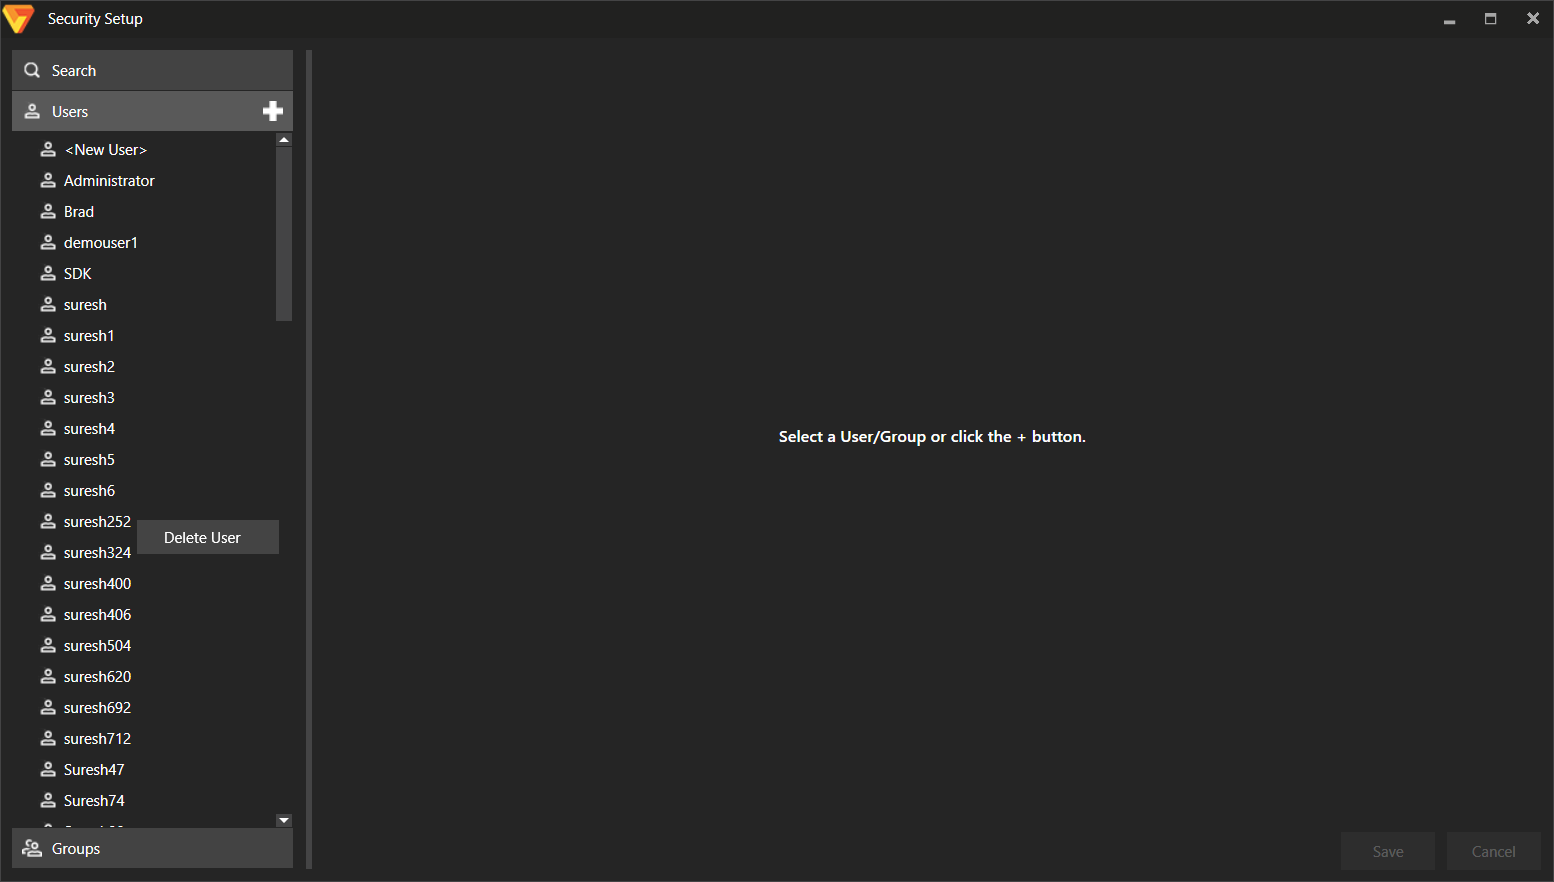 Security Setup
Search
Users
<New User>
Administrator
Brad
demouser1
SDK
suresh
suresh1
suresh2
suresh3
suresh4
Select a User/Group or click the + button.
suresh5
suresh6
suresh252
Delete User
suresh324
suresh400
suresh406
suresh504
suresh620
suresh692
suresh712
Suresh47
Suresh74
Groups
Save
Cancel